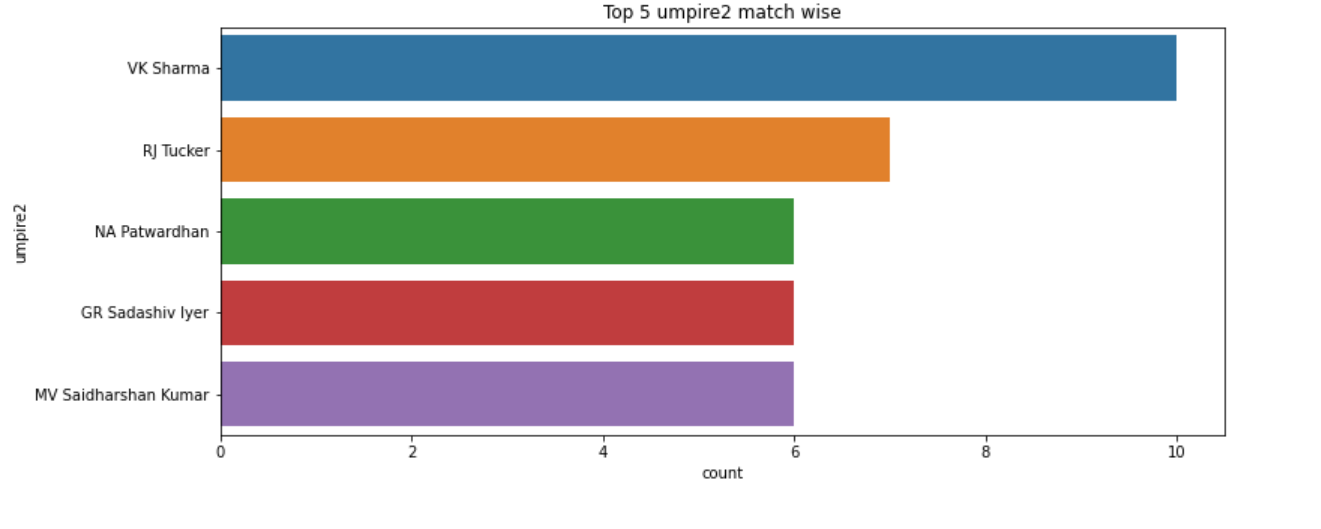 Top 5 umpire2 match wise
VK Sharma
RJ Tucker
NA Patwardhan
GR Sadashiv Iyer
MV Saidharshan Kumar
umpire2
0 2 4 6 8 10
count